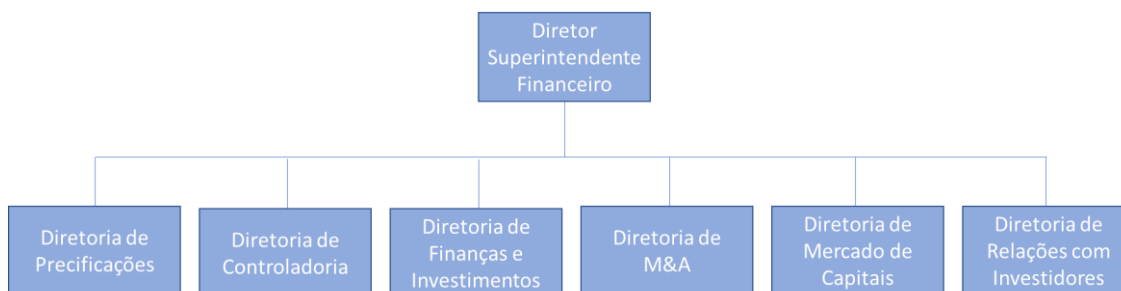 Diretor
Superintendente
Financeiro
Diretoria de
Precificações
Diretoria de
Controladoria
Diretoria de
Finanças e
Investimentos
Diretoria de
M&A
Diretoria de
Mercado de
Capitais
Diretoria de
Relações com
Investidores